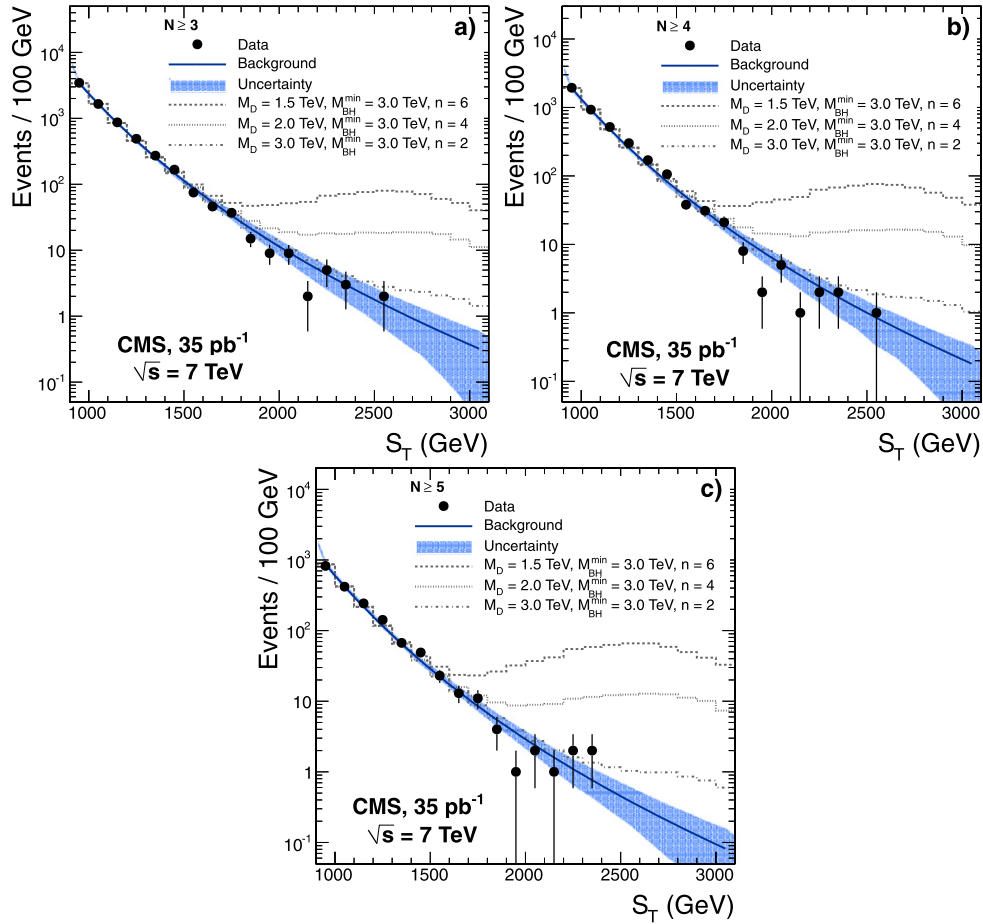 N ≥ 3
a)
Data
Background
Uncertainty
M_D = 1.5 TeV, M_BH^min = 3.0 TeV, n = 6
M_D = 2.0 TeV, M_BH^min = 3.0 TeV, n = 4
M_D = 3.0 TeV, M_BH^min = 3.0 TeV, n = 2
Events / 100 GeV
10^4
10^3
10^2
10
1
10^-1
CMS, 35 pb^-1
√s = 7 TeV
1000 1500 2000 2500 3000
S_T (GeV)
N ≥ 4
b)
Data
Background
Uncertainty
M_D = 1.5 TeV, M_BH^min = 3.0 TeV, n = 6
M_D = 2.0 TeV, M_BH^min = 3.0 TeV, n = 4
M_D = 3.0 TeV, M_BH^min = 3.0 TeV, n = 2
Events / 100 GeV
10^4
10^3
10^2
10
1
10^-1
CMS, 35 pb^-1
√s = 7 TeV
1000 1500 2000 2500 3000
S_T (GeV)
N ≥ 5
c)
Data
Background
Uncertainty
M_D = 1.5 TeV, M_BH^min = 3.0 TeV, n = 6
M_D = 2.0 TeV, M_BH^min = 3.0 TeV, n = 4
M_D = 3.0 TeV, M_BH^min = 3.0 TeV, n = 2
Events / 100 GeV
10^4
10^3
10^2
10
1
10^-1
CMS, 35 pb^-1
√s = 7 TeV
1000 1500 2000 2500 3000
S_T (GeV)